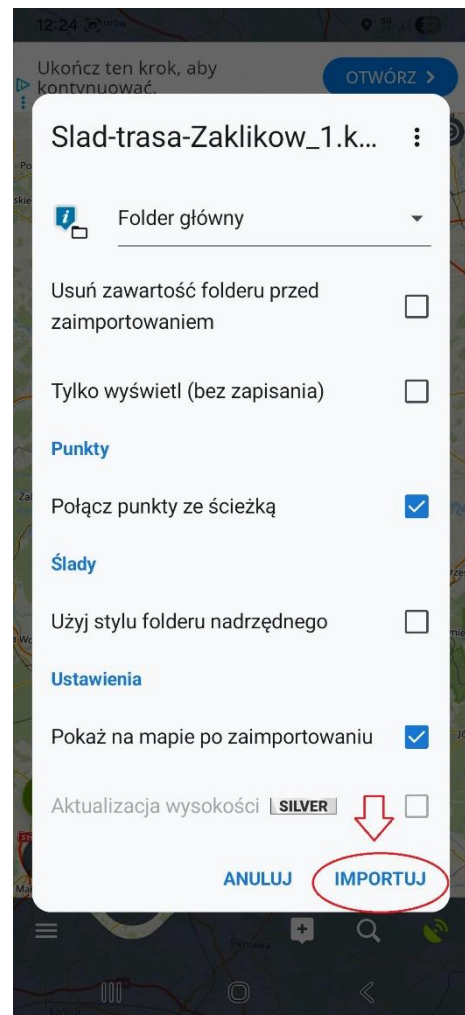 12:24
Ukończ ten krok, aby
kontynuować.
OTWÓRZ >
Slad-trasa-Zaklikow_1.k...
Folder główny
Usuń zawartość folderu przed
zaimportowaniem
Tylko wyświetl (bez zapisania)
Punkty
Połącz punkty ze ścieżką
Ślady
Użyj stylu folderu nadrzędnego
Ustawienia
Pokaż na mapie po zaimportowaniu
Aktualizacja wysokości SILVER
ANULUJ IMPORTUJ
Sieniawa
Łańcut